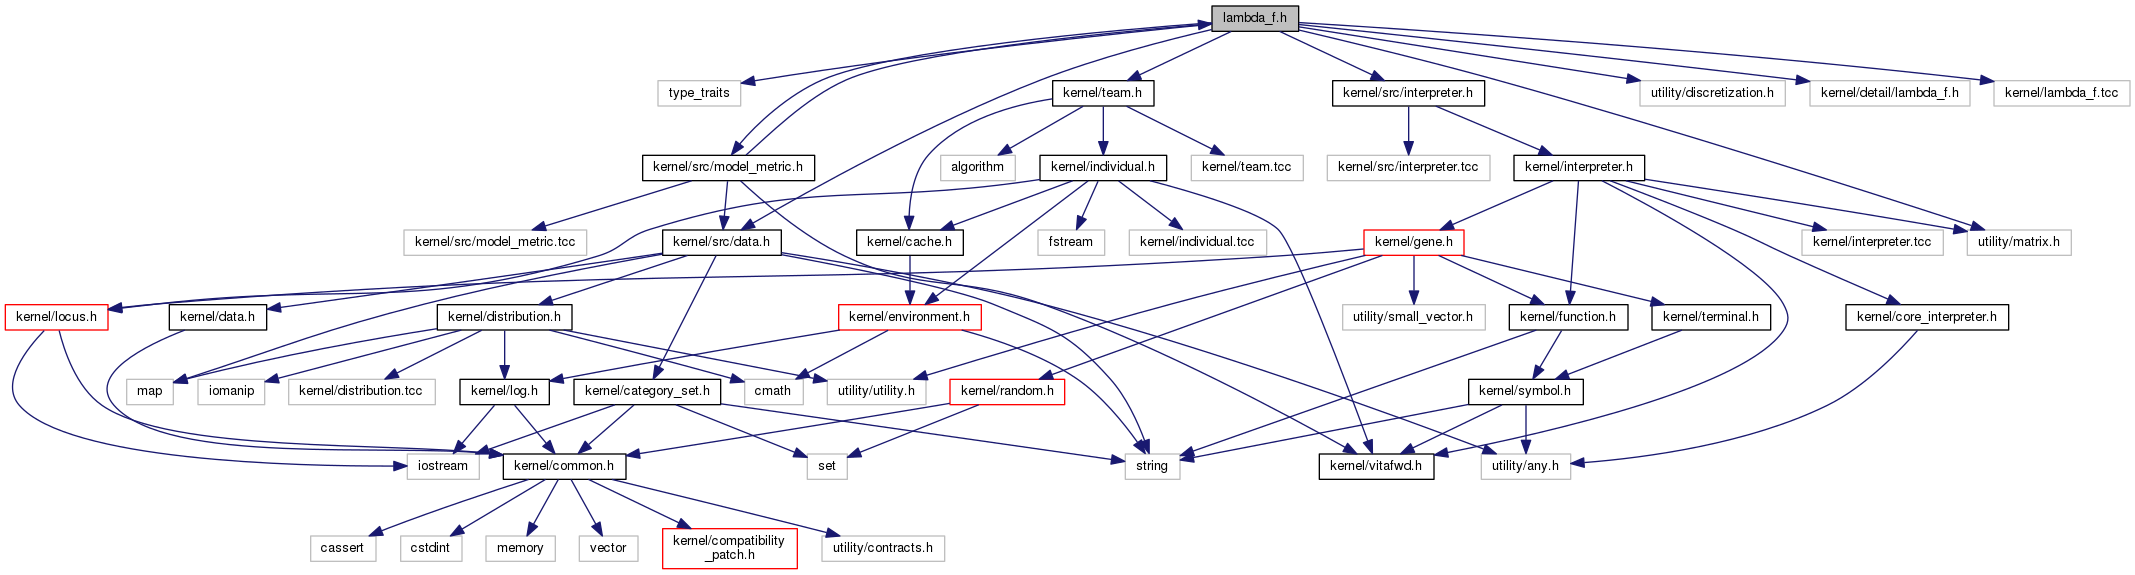 lambda_f.h
type_traits
kernel/team.h
kernel/src/interpreter.h
utility/discretization.h
kernel/detail/lambda_f.h
kernel/lambda_f.tcc
kernel/src/model_metric.h
algorithm
kernel/individual.h
kernel/team.tcc
kernel/src/interpreter.tcc
kernel/interpreter.h
kernel/src/model_metric.tcc
kernel/src/data.h
kernel/cache.h
fstream
kernel/individual.tcc
kernel/gene.h
kernel/interpreter.tcc
utility/matrix.h
kernel/locus.h
kernel/data.h
kernel/distribution.h
kernel/environment.h
utility/small_vector.h
kernel/function.h
kernel/terminal.h
kernel/core_interpreter.h
map
iomanip
kernel/distribution.tcc
kernel/log.h
kernel/category_set.h
cmath
utility/utility.h
kernel/random.h
kernel/symbol.h
iostream
kernel/common.h
set
string
kernel/vitafwd.h
utility/any.h
cassert
cstdint
memory
vector
kernel/compatibility
_patch.h
utility/contracts.h